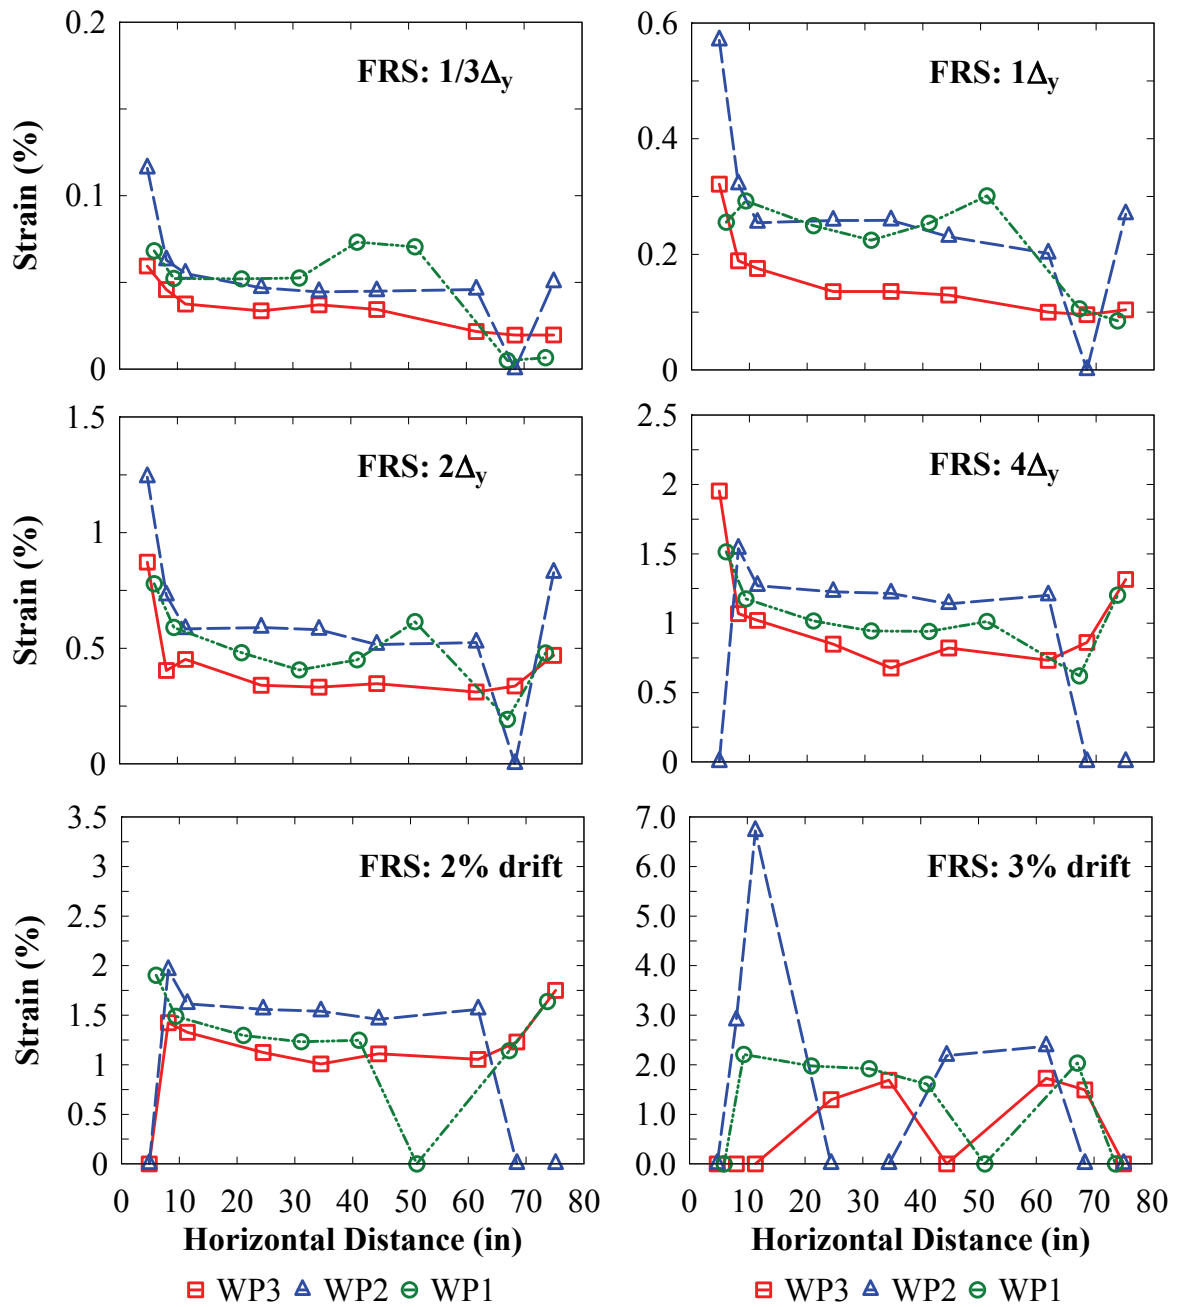 0.2
0.1
0
Strain (%)
FRS: 1/3Δy
0.6
0.4
0.2
0
FRS: 1Δy
1.5
1
0.5
0
Strain (%)
FRS: 2Δy
2.5
2
1.5
1
0.5
0
FRS: 4Δy
3.5
3
2.5
2
1.5
1
0.5
0
Strain (%)
FRS: 2% drift
0 10 20 30 40 50 60 70 80
Horizontal Distance (in)
WP3 WP2 WP1
7.0
6.0
5.0
4.0
3.0
2.0
1.0
0.0
FRS: 3% drift
0 10 20 30 40 50 60 70 80
Horizontal Distance (in)
WP3 WP2 WP1